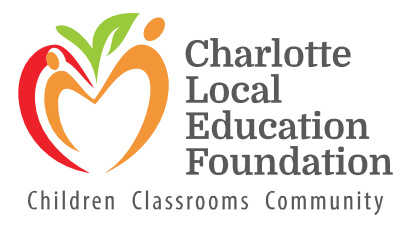 Charlotte
Local
Education
Foundation
Children Classrooms Community